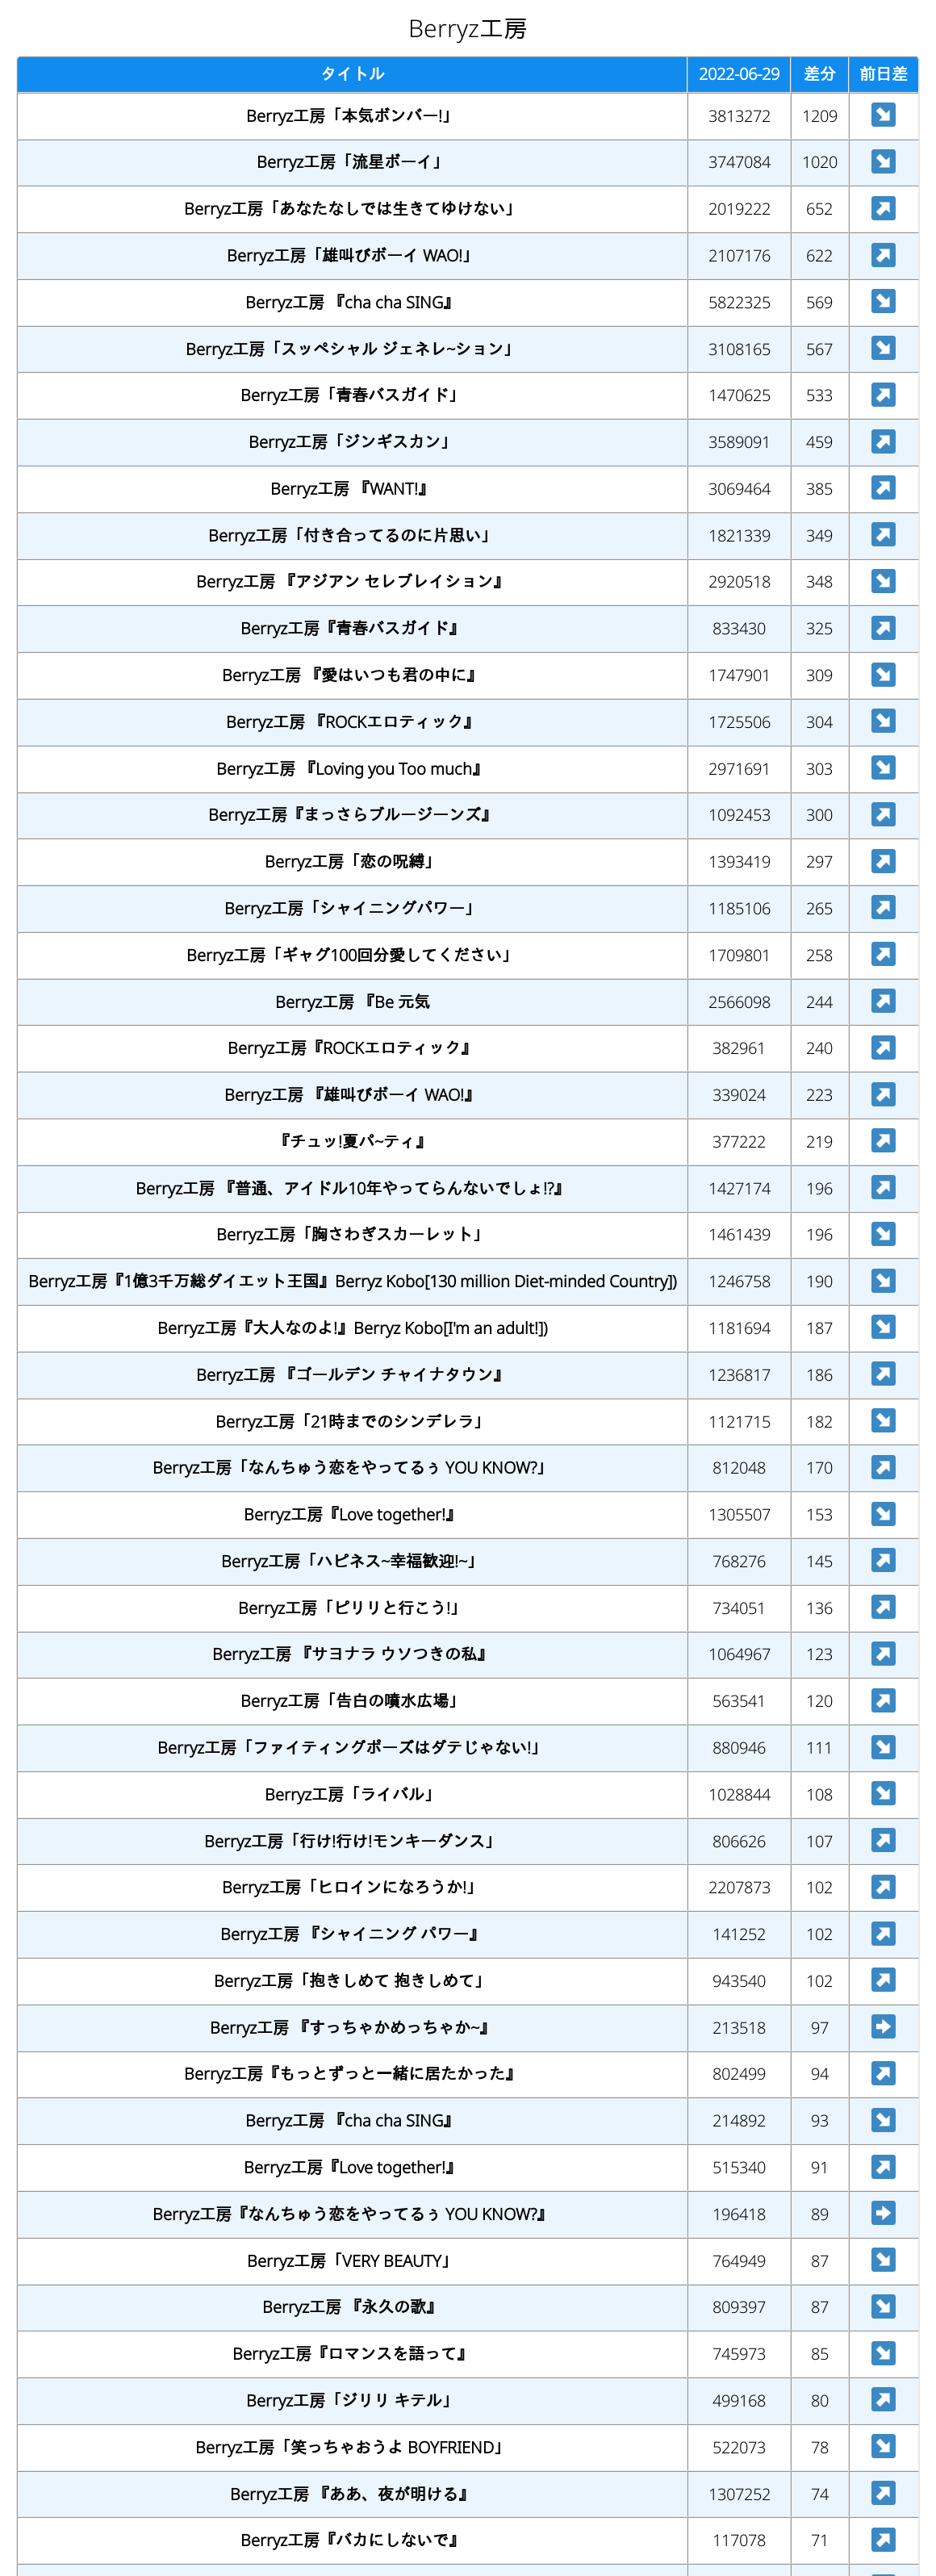 Berryz工房
タイトル 2022-06-29 差分 前日差
Berryz工房「本気ボンバー!」 3813272 1209 ↘
Berryz工房「流星ボーイ」 3747084 1020 ↘
Berryz工房「あなたなしでは生きてゆけない」 2019222 652 ↗
Berryz工房「雄叫びボーイ WAO!」 2107176 622 ↗
Berryz工房 『cha cha SING』 5822325 569 ↘
Berryz工房「スッペシャル ジェネレ~ション」 3108165 567 ↘
Berryz工房「青春バスガイド」 1470625 533 ↗
Berryz工房「ジンギスカン」 3589091 459 ↗
Berryz工房 『WANT!』 3069464 385 ↗
Berryz工房「付き合ってるのに片思い」 1821339 349 ↗
Berryz工房 『アジアン セレブレイション』 2920518 348 ↘
Berryz工房『青春バスガイド』 833430 325 ↗
Berryz工房 『愛はいつも君の中に』 1747901 309 ↘
Berryz工房 『ROCKエロティック』 1725506 304 ↘
Berryz工房 『Loving you Too much』 2971691 303 ↘
Berryz工房『まっさらブルージーンズ』 1092453 300 ↗
Berryz工房「恋の呪縛」 1393419 297 ↗
Berryz工房「シャイニングパワー」 1185106 265 ↗
Berryz工房「ギャグ100回分愛してください」 1709801 258 ↗
Berryz工房 『Be 元気 2566098 244 ↗
Berryz工房『ROCKエロティック』 382961 240 ↗
Berryz工房 『雄叫びボーイ WAO!』 339024 223 ↗
『チュッ!夏パ~ティ』 377222 219 ↗
Berryz工房 『普通、アイドル10年やってらんないでしょ!?』 1427174 196 ↗
Berryz工房「胸さわぎスカーレット」 1461439 196 ↘
Berryz工房『1億3千万総ダイエット王国』Berryz Kobo[130 million Diet-minded Country]) 1246758 190 ↘
Berryz工房『大人なのよ!』Berryz Kobo[I'm an adult!]) 1181694 187 ↘
Berryz工房 『ゴールデン チャイナタウン』 1236817 186 ↗
Berryz工房「21時までのシンデレラ」 1121715 182 ↘
Berryz工房「なんちゅう恋をやってるぅ YOU KNOW?」 812048 170 ↗
Berryz工房『Love together!』 1305507 153 ↘
Berryz工房「ハピネス~幸福歓迎!~」 768276 145 ↗
Berryz工房「ピリリと行こう!」 734051 136 ↗
Berryz工房 『サヨナラ ウソつきの私』 1064967 123 ↗
Berryz工房「告白の噴水広場」 563541 120 ↗
Berryz工房「ファイティングポーズはダテじゃない!」 880946 111 ↘
Berryz工房「ライバル」 1028844 108 ↘
Berryz工房「行け!行け!モンキーダンス」 806626 107 ↗
Berryz工房「ヒロインになろうか!」 2207873 102 ↗
Berryz工房 『シャイニング パワー』 141252 102 ↗
Berryz工房「抱きしめて 抱きしめて」 943540 102 ↗
Berryz工房 『すっちゃかめっちゃか~』 213518 97 ➡
Berryz工房『もっとずっと一緒に居たかった』 802499 94 ↗
Berryz工房 『cha cha SING』 214892 93 ↘
Berryz工房『Love together!』 515340 91 ↗
Berryz工房『なんちゅう恋をやってるぅ YOU KNOW?』 196418 89 ➡
Berryz工房「VERY BEAUTY」 764949 87 ↘
Berryz工房 『永久の歌』 809397 87 ↘
Berryz工房『ロマンスを語って』 745973 85 ↘
Berryz工房「ジリリ キテル」 499168 80 ↗
Berryz工房「笑っちゃおうよ BOYFRIEND」 522073 78 ↘
Berryz工房 『ああ、夜が明ける』 1307252 74 ↗
Berryz工房『バカにしないで』 117078 71 ↗